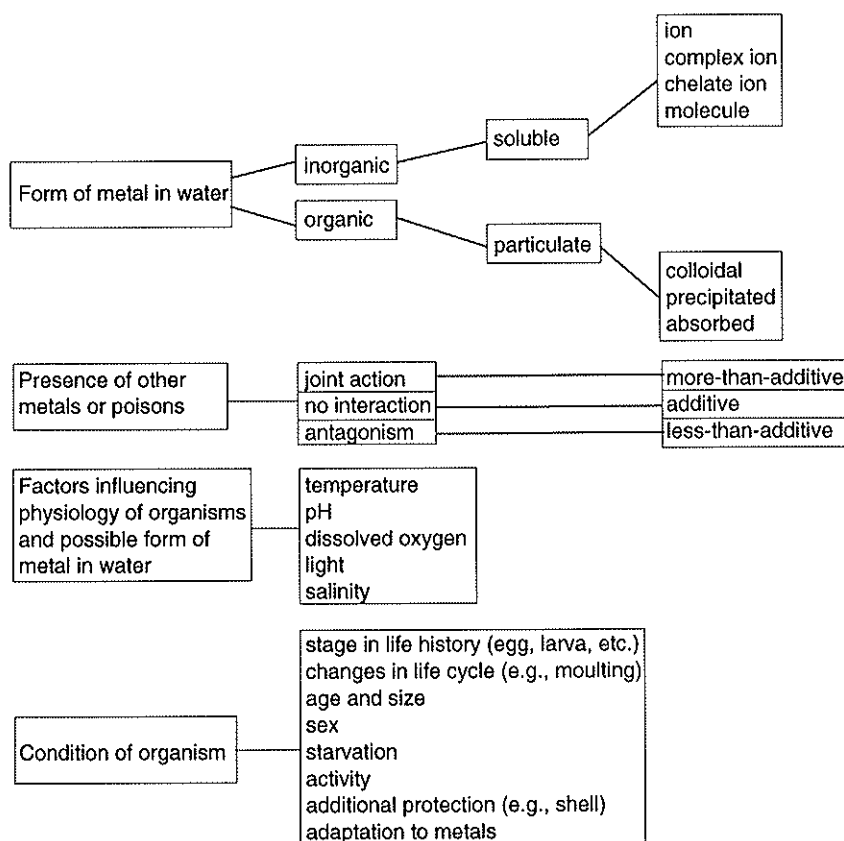 ion
complex ion
chelate ion
molecule
soluble
inorganic
Form of metal in water
organic
particulate
colloidal
precipitated
absorbed
Presence of other
metals or poisons
joint action
no interaction
antagonism
more-than-additive
additive
less-than-additive
Factors influencing
physiology of organisms
and possible form of
metal in water
temperature
pH
dissolved oxygen
light
salinity
Condition of organism
stage in life history (egg, larva, etc.)
changes in life cycle (e.g., moulting)
age and size
sex
starvation
activity
additional protection (e.g., shell)
adaptation to metals